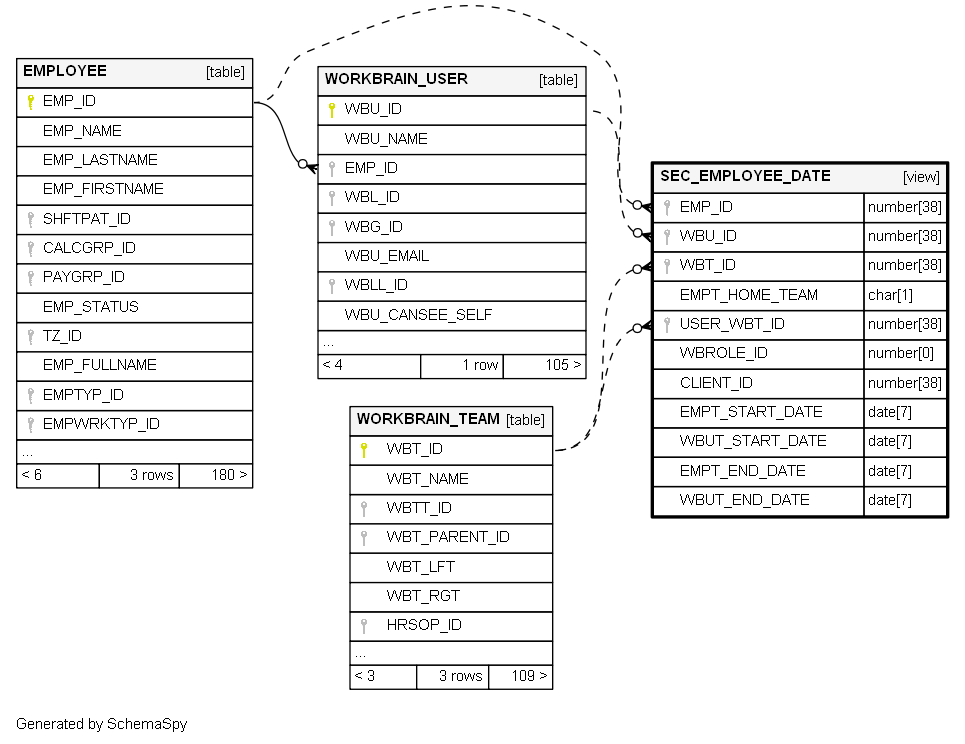 EMPLOYEE [table]
EMP_ID
EMP_NAME
EMP_LASTNAME
EMP_FIRSTNAME
SHFTPAT_ID
CALCGRP_ID
PAYGRP_ID
EMP_STATUS
TZ_ID
EMP_FULLNAME
EMPTYP_ID
EMPWRKTYP_ID
...
< 6 3 rows 180 >
WORKBRAIN_USER [table]
WBU_ID
WBU_NAME
EMP_ID
WBL_ID
WBG_ID
WBU_EMAIL
WBLL_ID
WBU_CANSEE_SELF
...
< 4 1 row 105 >
WORKBRAIN_TEAM [table]
WBT_ID
WBT_NAME
WBTT_ID
WBT_PARENT_ID
WBT_LFT
WBT_RGT
HRSOP_ID
...
< 3 3 rows 109 >
SEC_EMPLOYEE_DATE [view]
EMP_ID number[38]
WBU_ID number[38]
WBT_ID number[38]
EMPT_HOME_TEAM char[1]
USER_WBT_ID number[38]
WBROLE_ID number[0]
CLIENT_ID number[38]
EMPT_START_DATE date[7]
WBUT_START_DATE date[7]
EMPT_END_DATE date[7]
WBUT_END_DATE date[7]
Generated by SchemaSpy